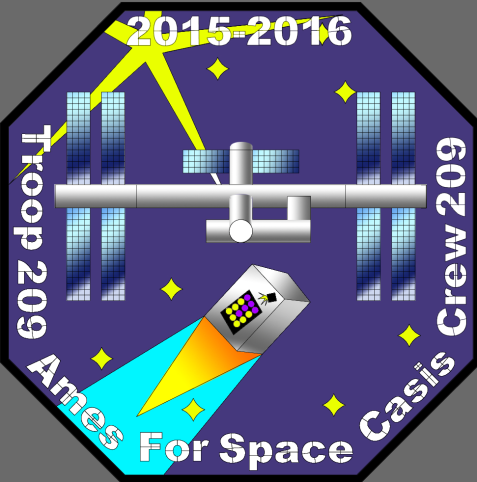 2015-2016
Troop 209
Crew 209
Ames For Space Casis